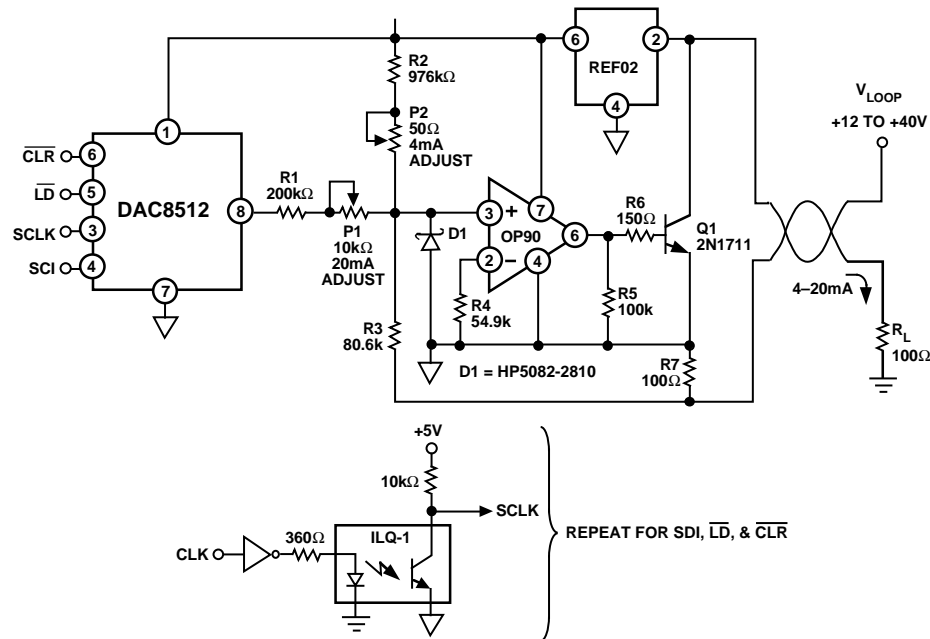 6
2
REF02
4
R2
976kΩ
P2
50Ω
4mA
ADJUST
V LOOP
+12 TO +40V
1
CLR
6
LD
5
SCLK
3
SCI
4
DAC8512
8
7
R1
200kΩ
P1
10kΩ
20mA
ADJUST
D1
3
+
7
OP90
6
2
–
4
R6
150Ω
Q1
2N1711
R4
54.9k
R5
100k
R3
80.6k
D1 = HP5082-2810
R7
100Ω
4–20mA
RL
100Ω
+5V
10kΩ
SCLK
360Ω
ILQ-1
CLK
REPEAT FOR SDI, LD, & CLR